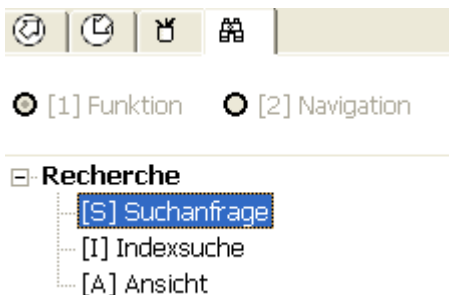 [1] Funktion [2] Navigation
Recherche
[S] Suchanfrage
[I] Indexsuche
[A] Ansicht